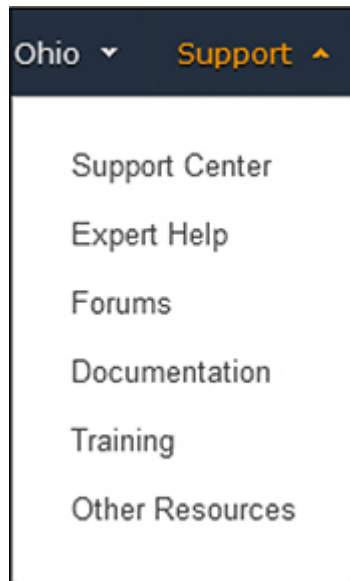 Ohio Support
Support Center
Expert Help
Forums
Documentation
Training
Other Resources